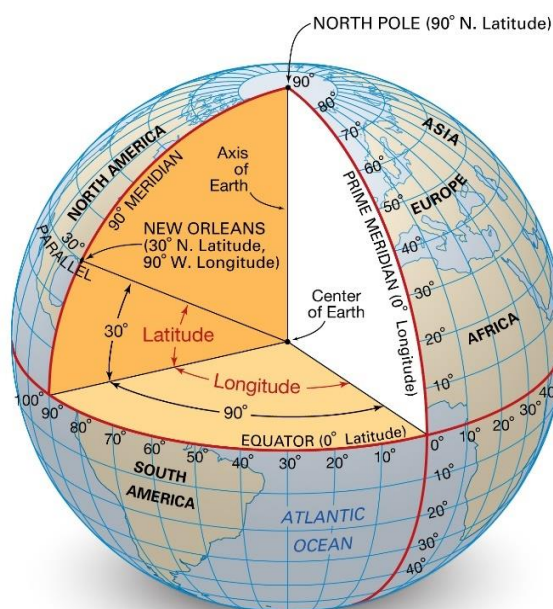 NORTH POLE (90° N. Latitude)
90°
80°
70°
60°
50°
40°
30°
20°
10°
ASIA
EUROPE
AFRICA
NORTH AMERICA
90° MERIDIAN
Axis
of
Earth
PRIME MERIDIAN (0° Longitude)
NEW ORLEANS
(30° N. Latitude,
90° W. Longitude)
30°
PARALLEL
Center
of Earth
30°
Latitude
Longitude
90°
100° 90° 80° 70° 60° 50° 40° 30° 20° 10° 0° 10° 20° 30° 40°
EQUATOR (0° Latitude)
10°
20°
30°
40°
SOUTH
AMERICA
ATLANTIC
OCEAN